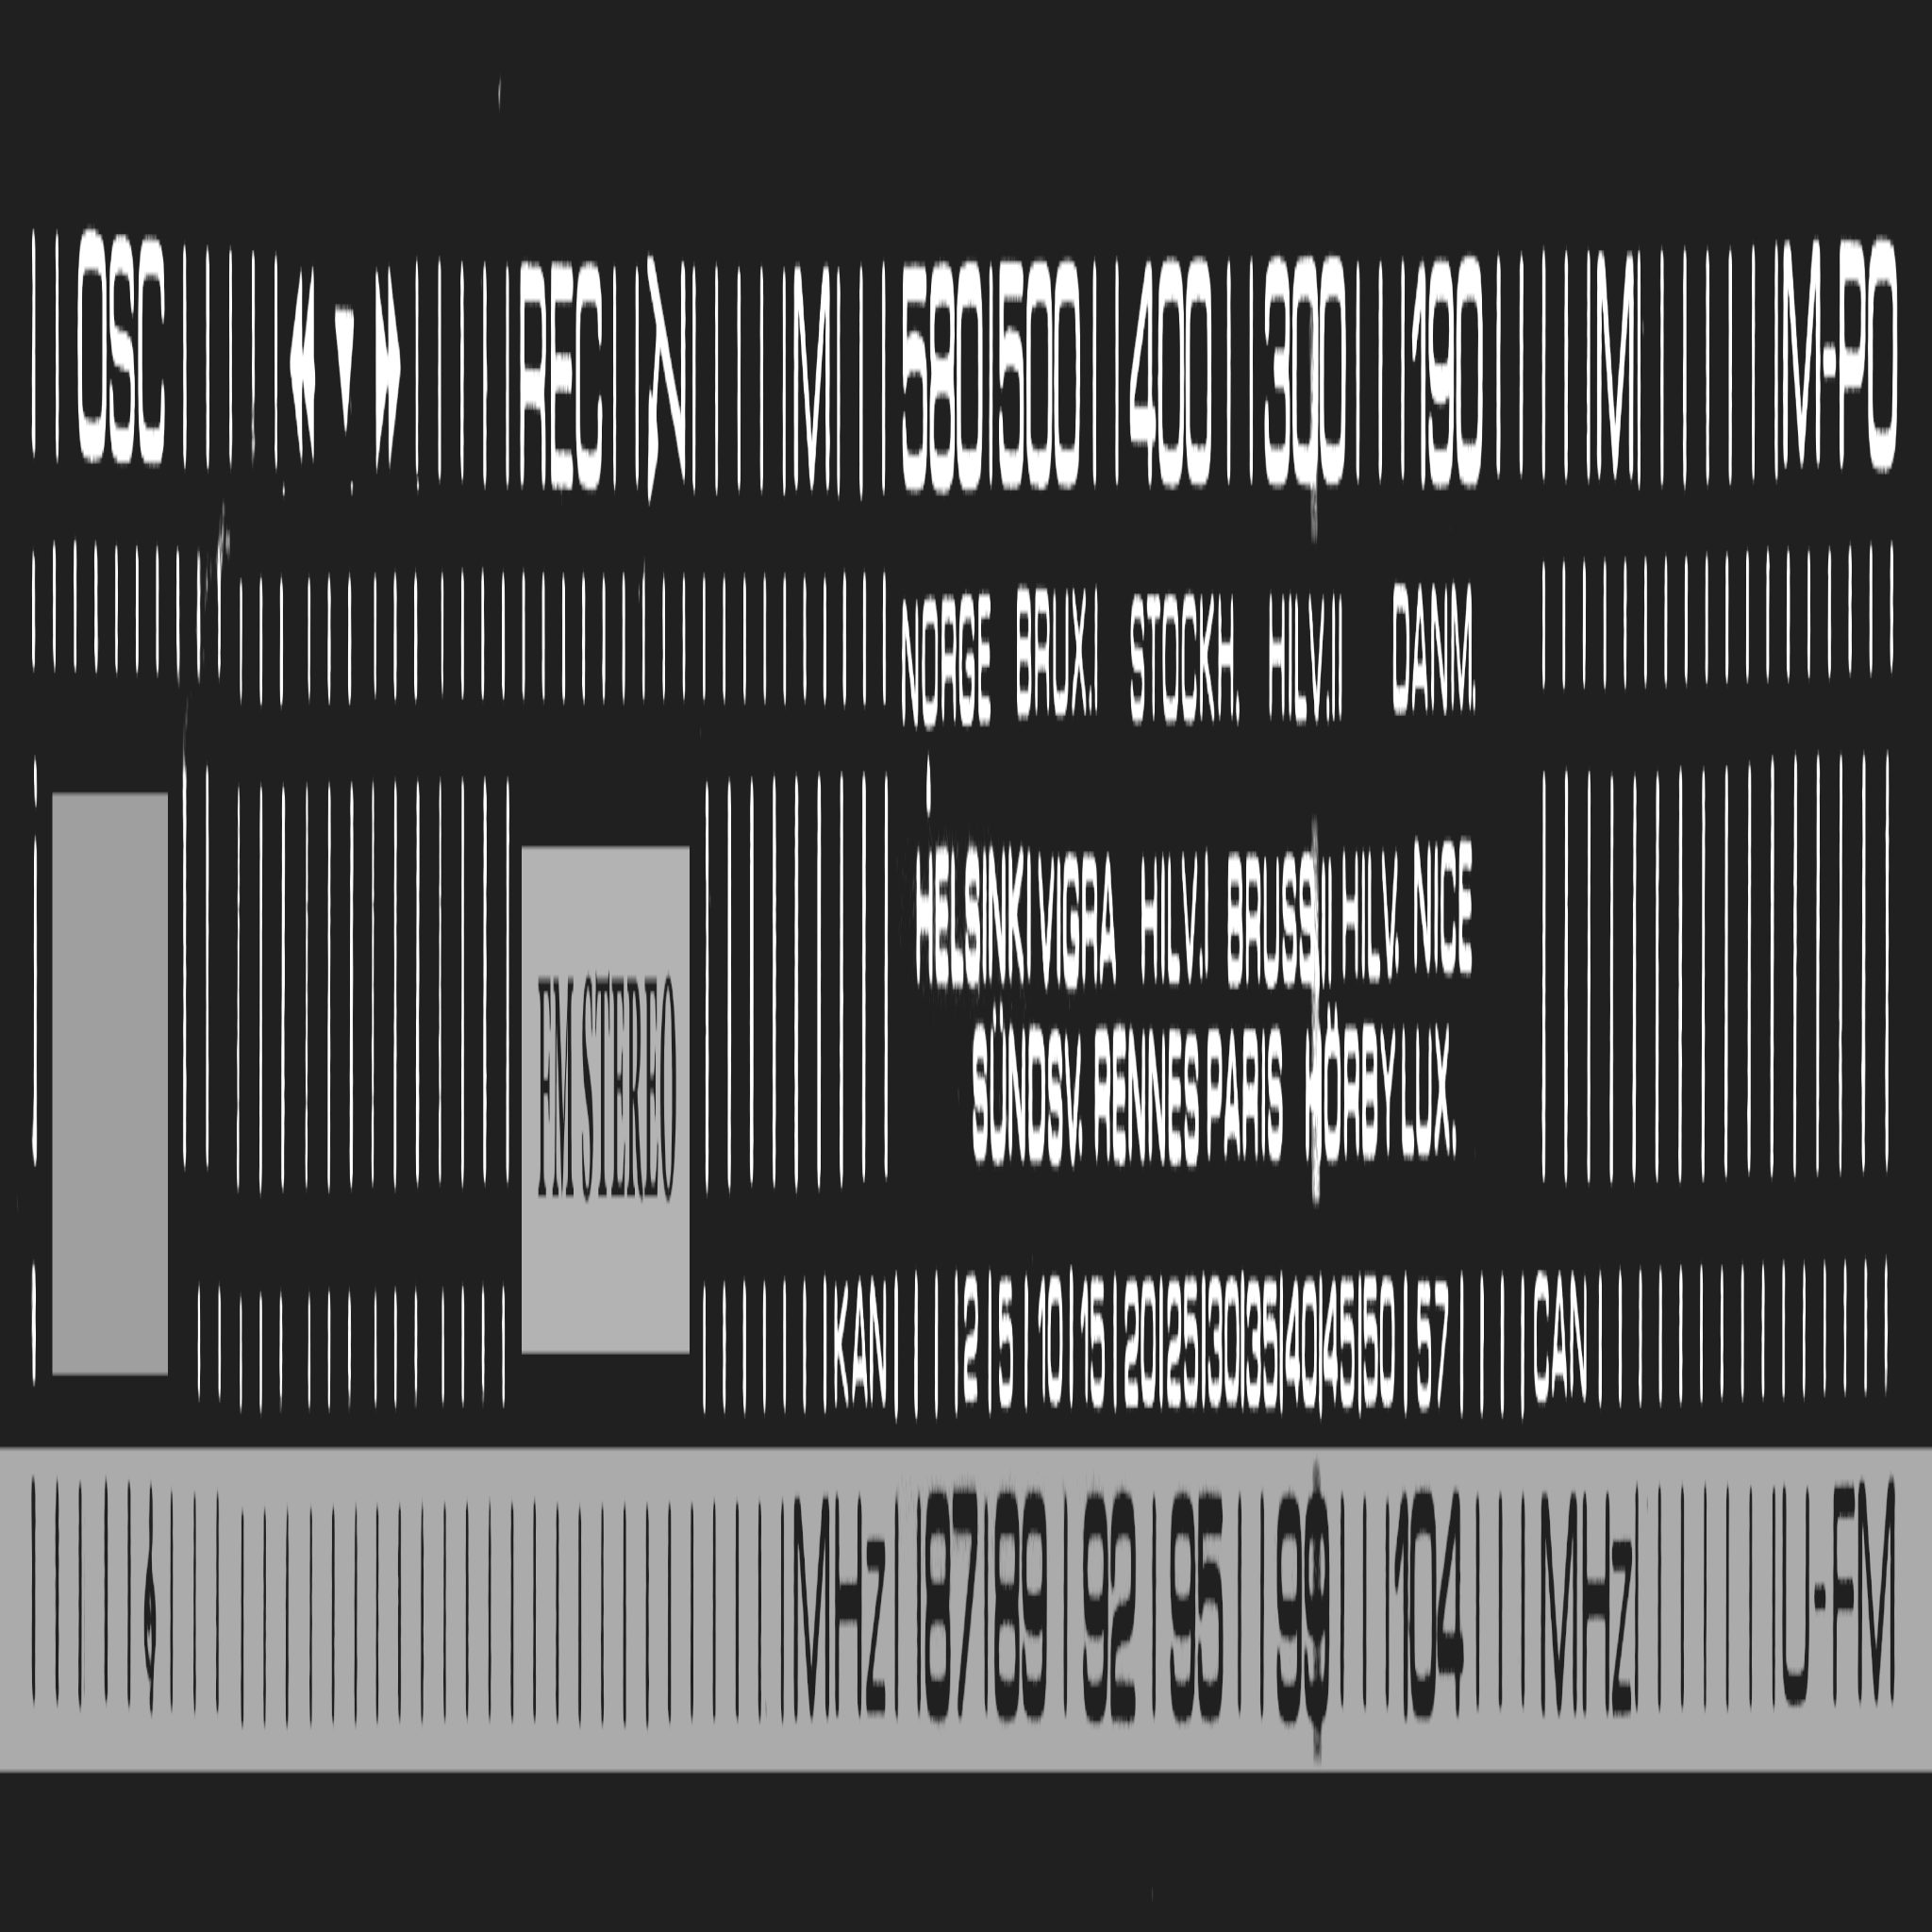 OSC REC M 580 500 400 300 190 M M-PO
NORGE BRUX.I STOCKH. HILV.II DANM.
HELSINKI VIGRA HILV.I BRUSS.II HILV. NICE
FM STEREO
SÜNDSV. RENNES PARIS HÖRBY LUX.
KAN 2 5 10 15 20 25 30 35 40 45 50 57 CAN
MHz 87 89 92 95 99 104 MHz U-FM